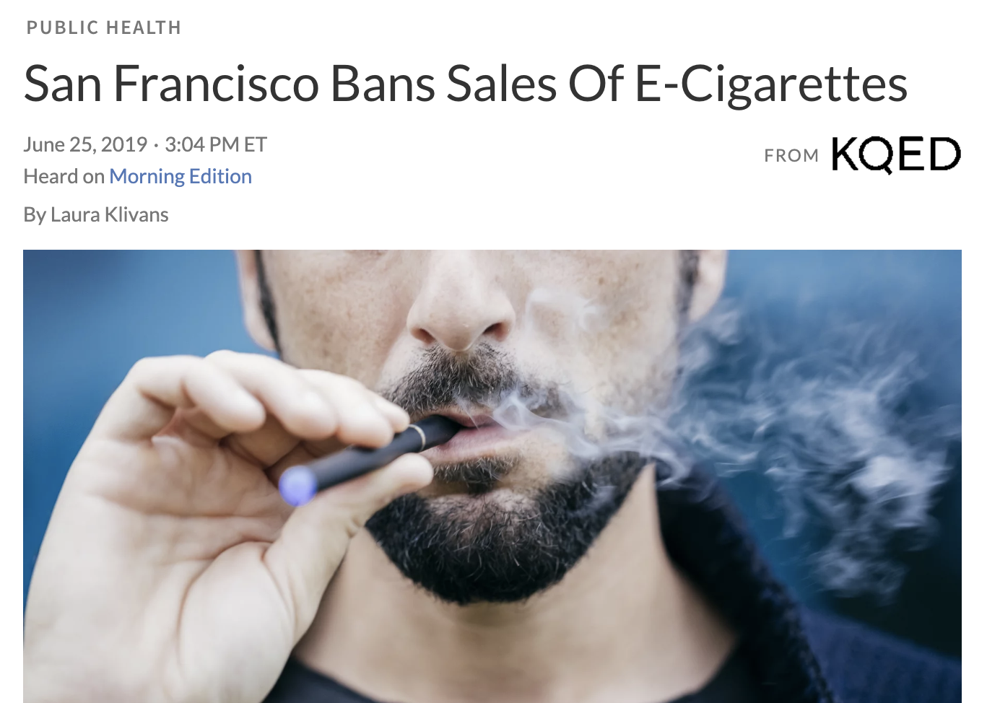 PUBLIC HEALTH
San Francisco Bans Sales Of E-Cigarettes
June 25, 2019 · 3:04 PM ET
Heard on Morning Edition
FROM KQED
By Laura Klivans